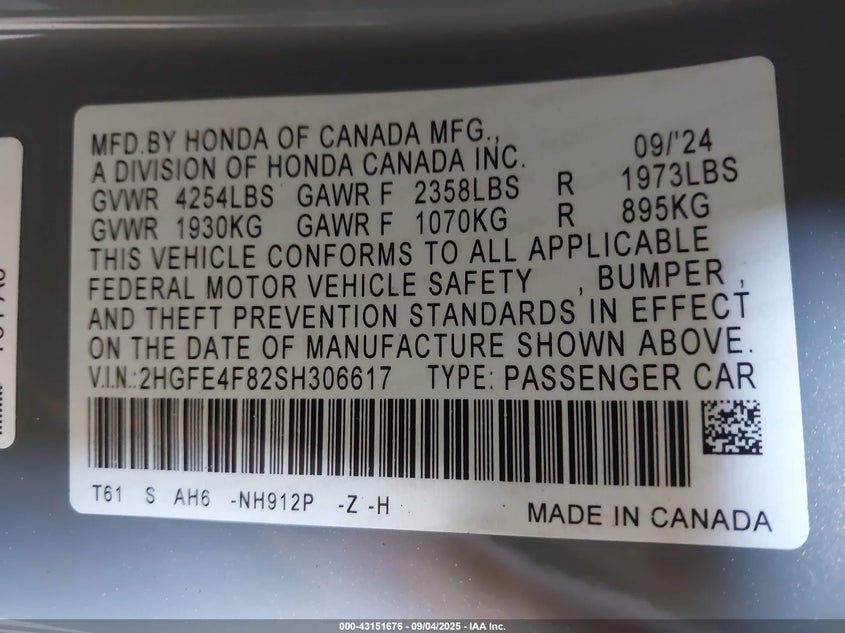 MFD.BY HONDA OF CANADA MFG., 09/'24
A DIVISION OF HONDA CANADA INC.
GVWR 4254LBS GAWR F 2358LBS R 1973LBS
GVWR 1930KG GAWR F 1070KG R 895KG
THIS VEHICLE CONFORMS TO ALL APPLICABLE
FEDERAL MOTOR VEHICLE SAFETY , BUMPER ,
AND THEFT PREVENTION STANDARDS IN EFFECT
ON THE DATE OF MANUFACTURE SHOWN ABOVE.
V.I.N.:2HGFE4F82SH306617 TYPE: PASSENGER CAR
T61 S AH6 -NH912P -Z -H
MADE IN CANADA
000-43151676 - 09/04/2025 - IAA Inc.